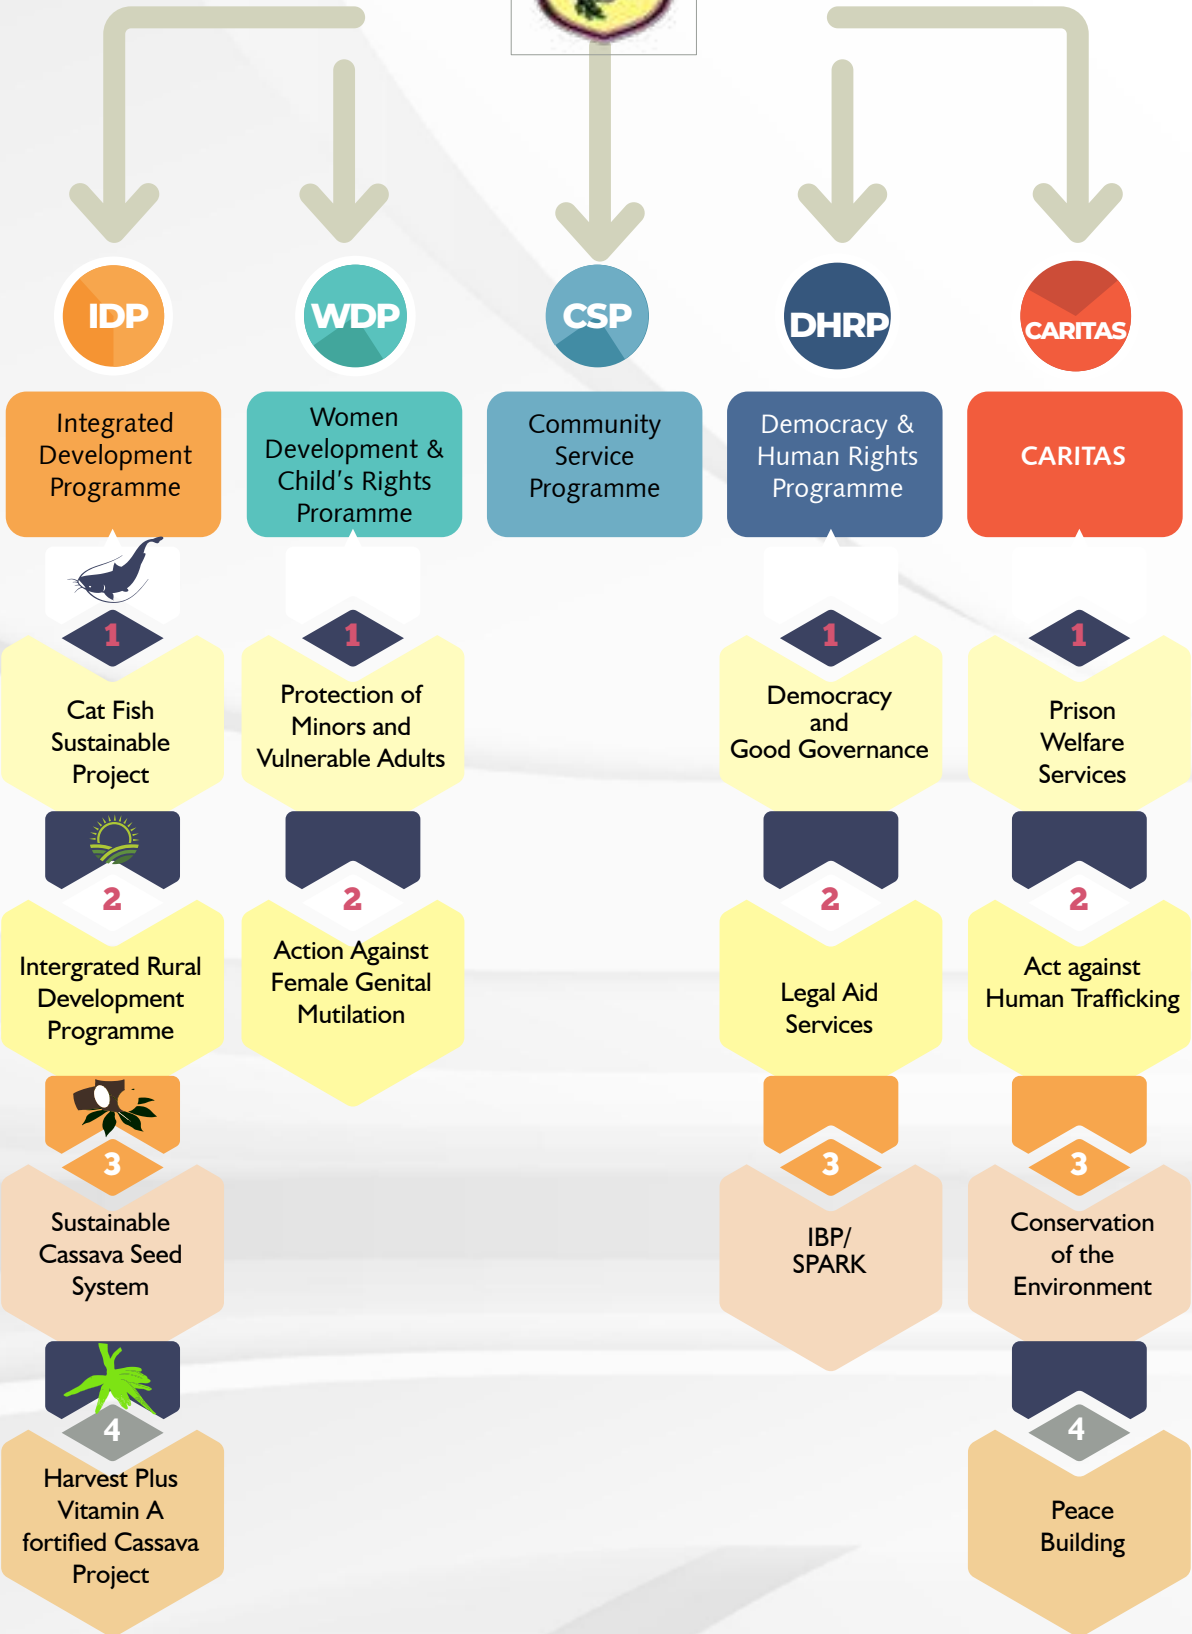 IDP
WDP
CSP
DHRP
CARITAS
Integrated
Development
Programme
Women
Development &
Child's Rights
Proramme
Community
Service
Programme
Democracy &
Human Rights
Programme
CARITAS
1
Cat Fish
Sustainable
Project
2
Intergrated Rural
Development
Programme
3
Sustainable
Cassava Seed
System
4
Harvest Plus
Vitamin A
fortified Cassava
Project
1
Protection of
Minors and
Vulnerable Adults
2
Action Against
Female Genital
Mutilation
1
Democracy
and
Good Governance
2
Legal Aid
Services
3
IBP/
SPARK
1
Prison
Welfare
Services
2
Act against
Human Trafficking
3
Conservation
of the
Environment
4
Peace
Building